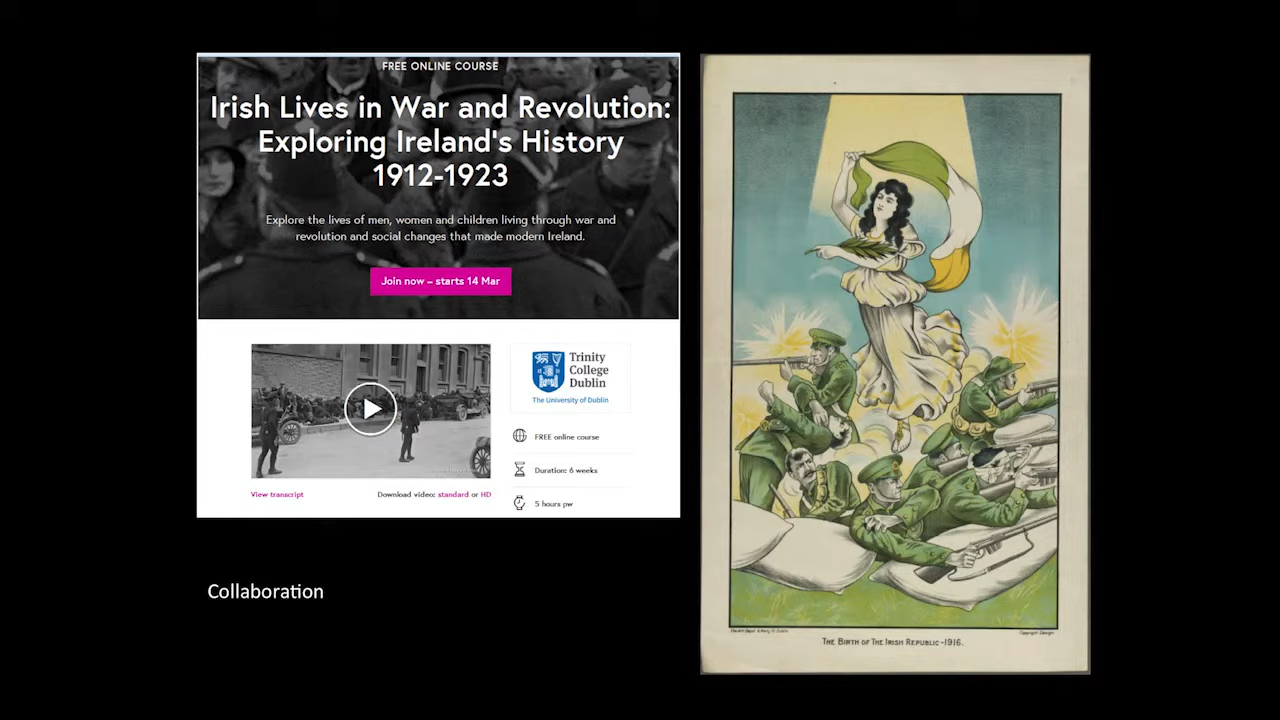 FREE ONLINE COURSE
Irish Lives in War and Revolution:
Exploring Ireland's History
1912-1923
Explore the lives of men, women and children living through war and
revolution and social changes that made modern Ireland.
Join now – starts 14 Mar
Trinity
College
Dublin
The University of Dublin
FREE online course
Duration: 6 weeks
5 hours pw
View transcript
Download video: standard or HD
Collaboration
THE BIRTH OF THE IRISH REPUBLIC-1916.